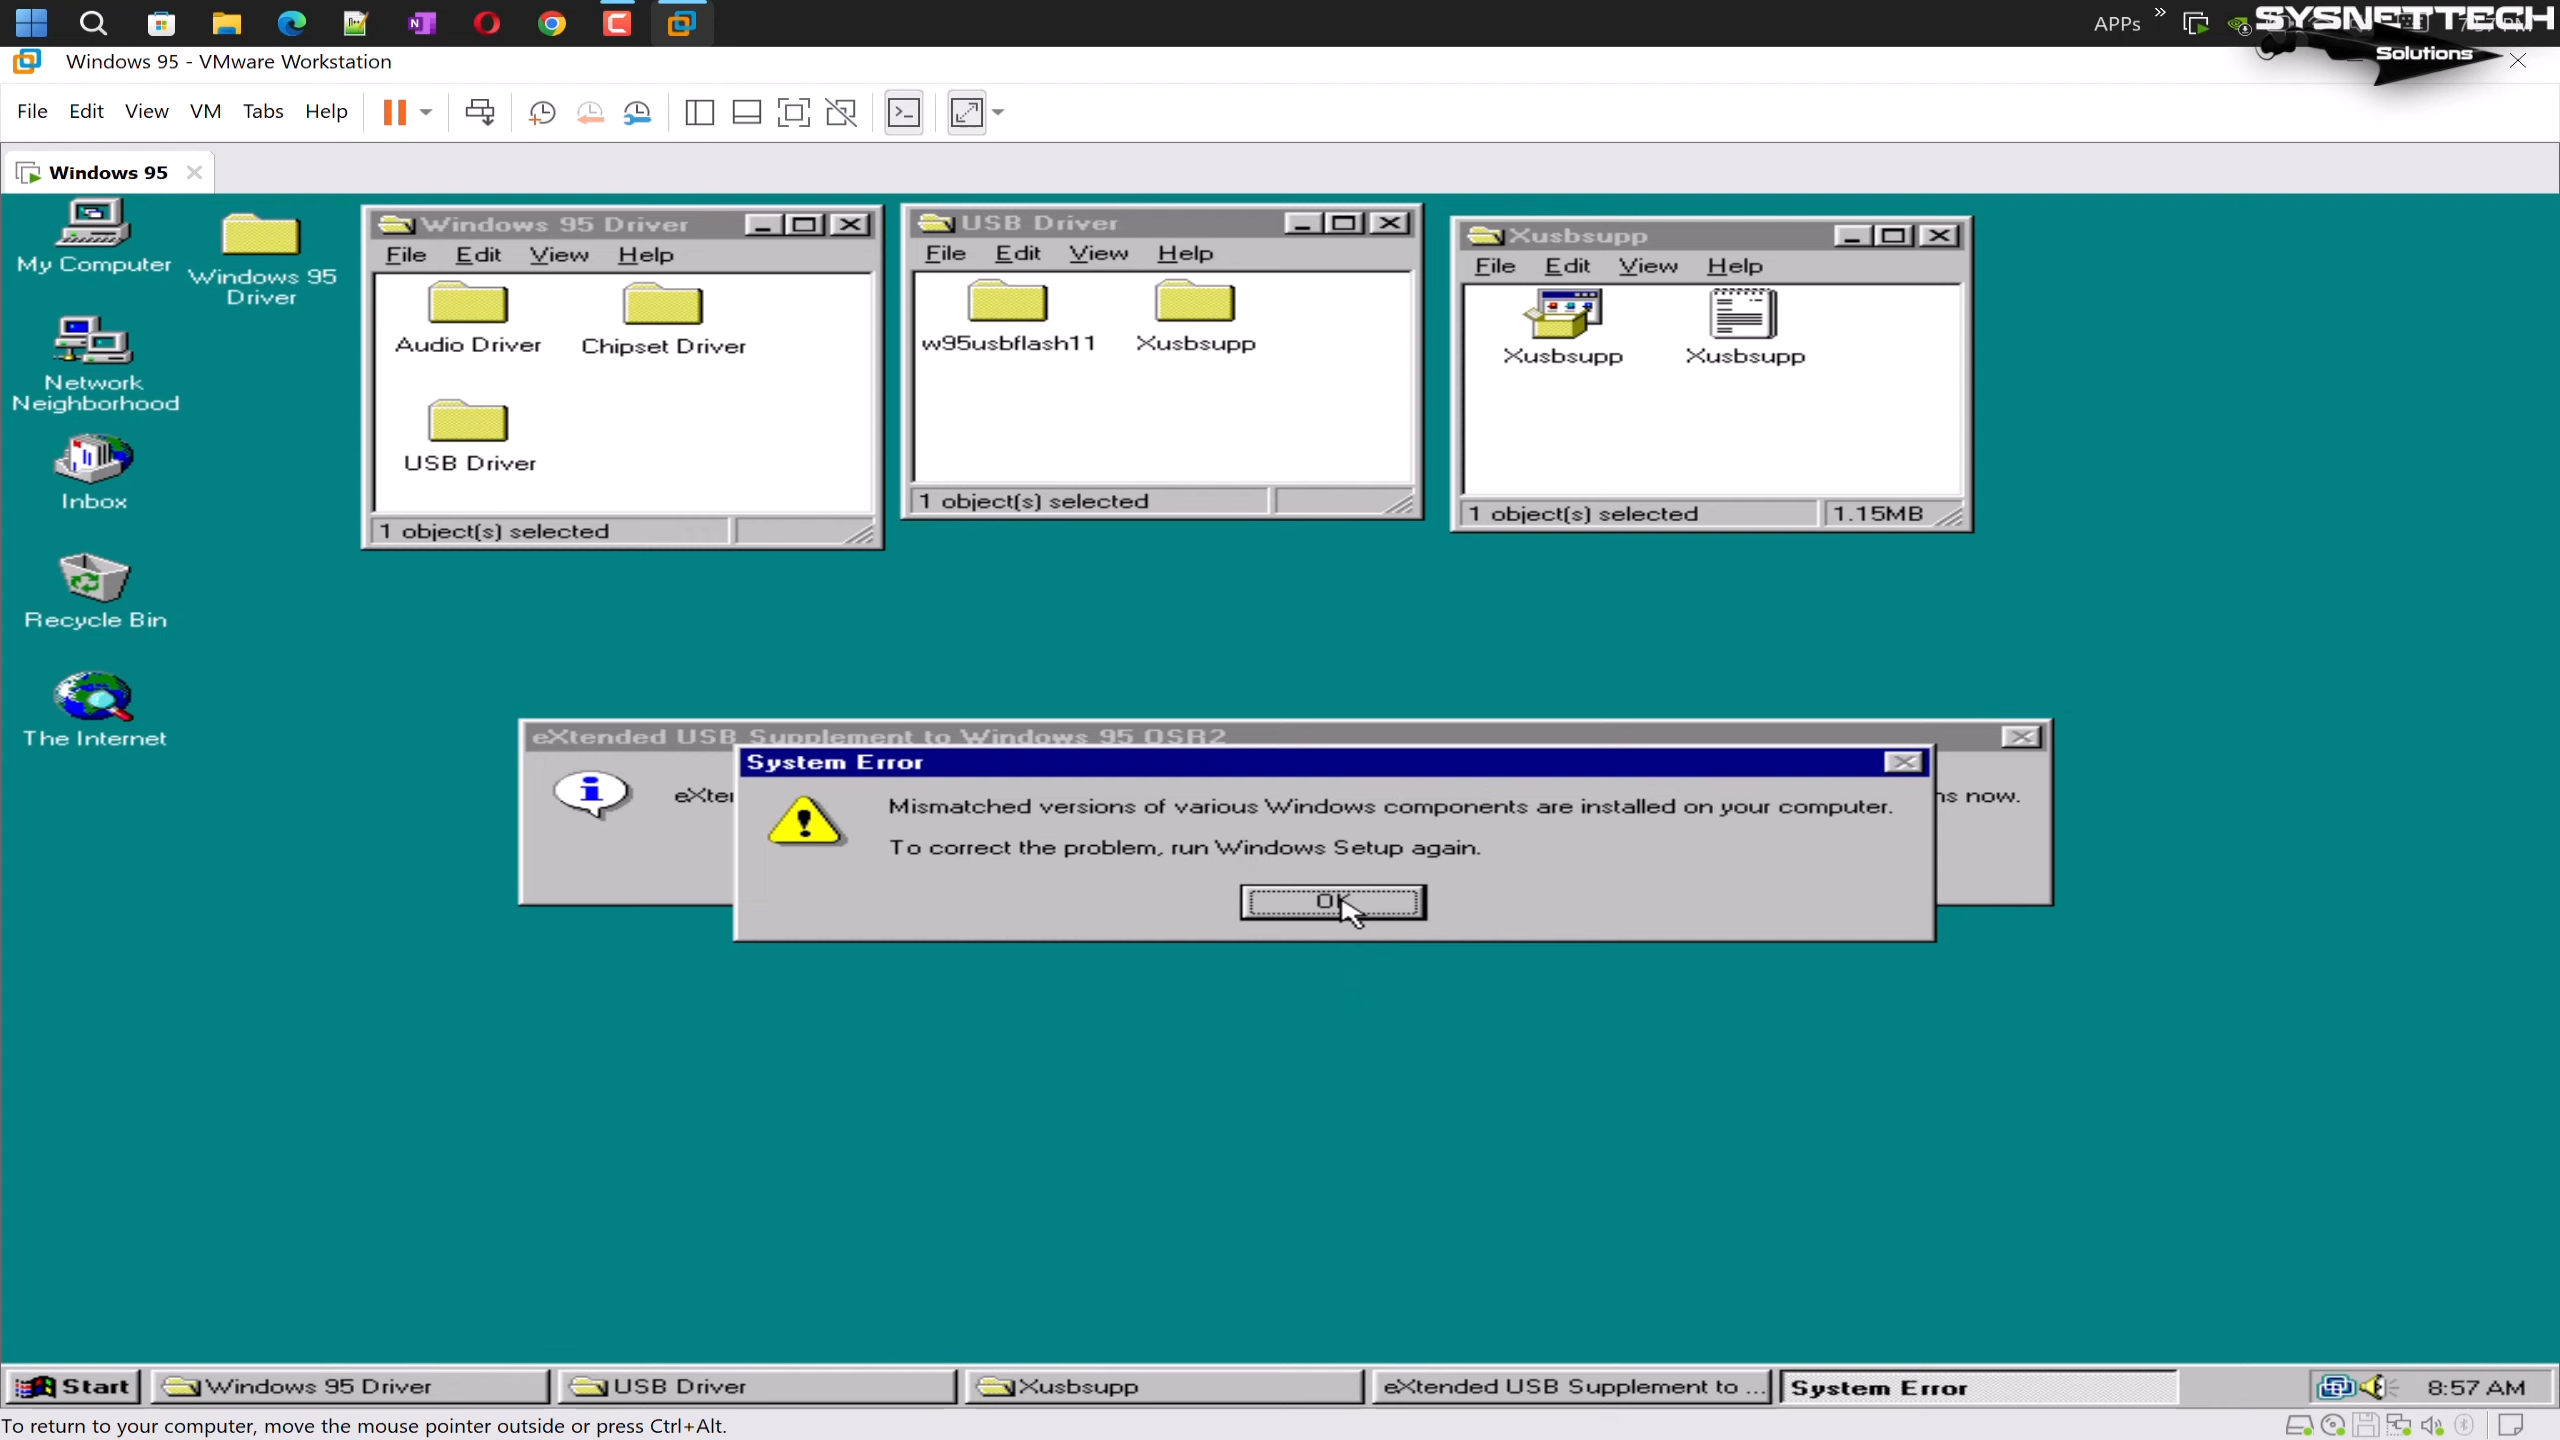 APPs
SYSNETTECH
Solutions
Windows 95 - VMware Workstation
File Edit View VM Tabs Help
Windows 95
My Computer
Windows 95
Driver
Network
Neighborhood
Inbox
Recycle Bin
The Internet
Windows 95 Driver
File Edit View Help
Audio Driver
Chipset Driver
USB Driver
1 object(s) selected
USB Driver
File Edit View Help
w95usbflash11
Xusbsupp
1 object(s) selected
Xusbsupp
File Edit View Help
Xusbsupp
Xusbsupp
1 object(s) selected
1.15MB
eXtended USB Supplement to Windows 95 OSR2
now.
System Error
Mismatched versions of various Windows components are installed on your computer.
To correct the problem, run Windows Setup again.
OK
Start
Windows 95 Driver
USB Driver
Xusbsupp
eXtended USB Supplement to ...
System Error
8:57 AM
To return to your computer, move the mouse pointer outside or press Ctrl+Alt.